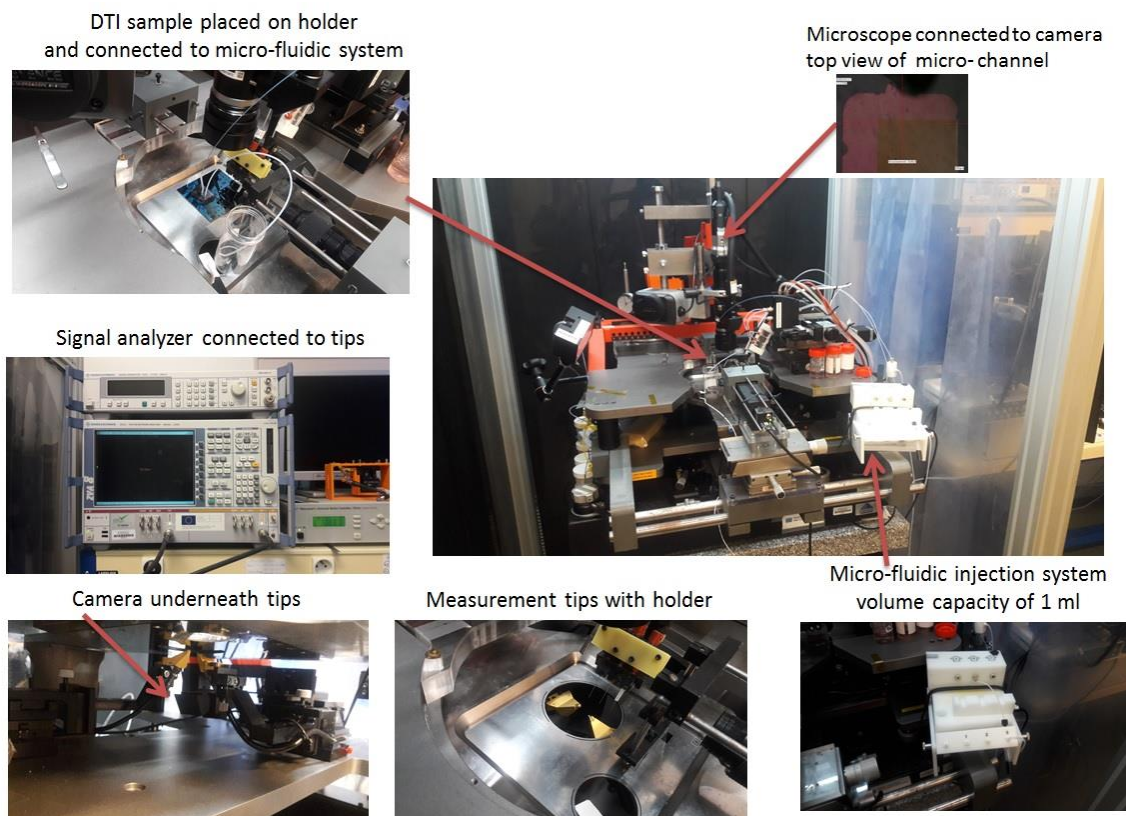 DTI sample placed on holder
and connected to micro-fluidic system
Microscope connected to camera
top view of micro-channel
Signal analyzer connected to tips
ZVA 8
Micro-fluidic injection system
volume capacity of 1 ml
Camera underneath tips
Measurement tips with holder